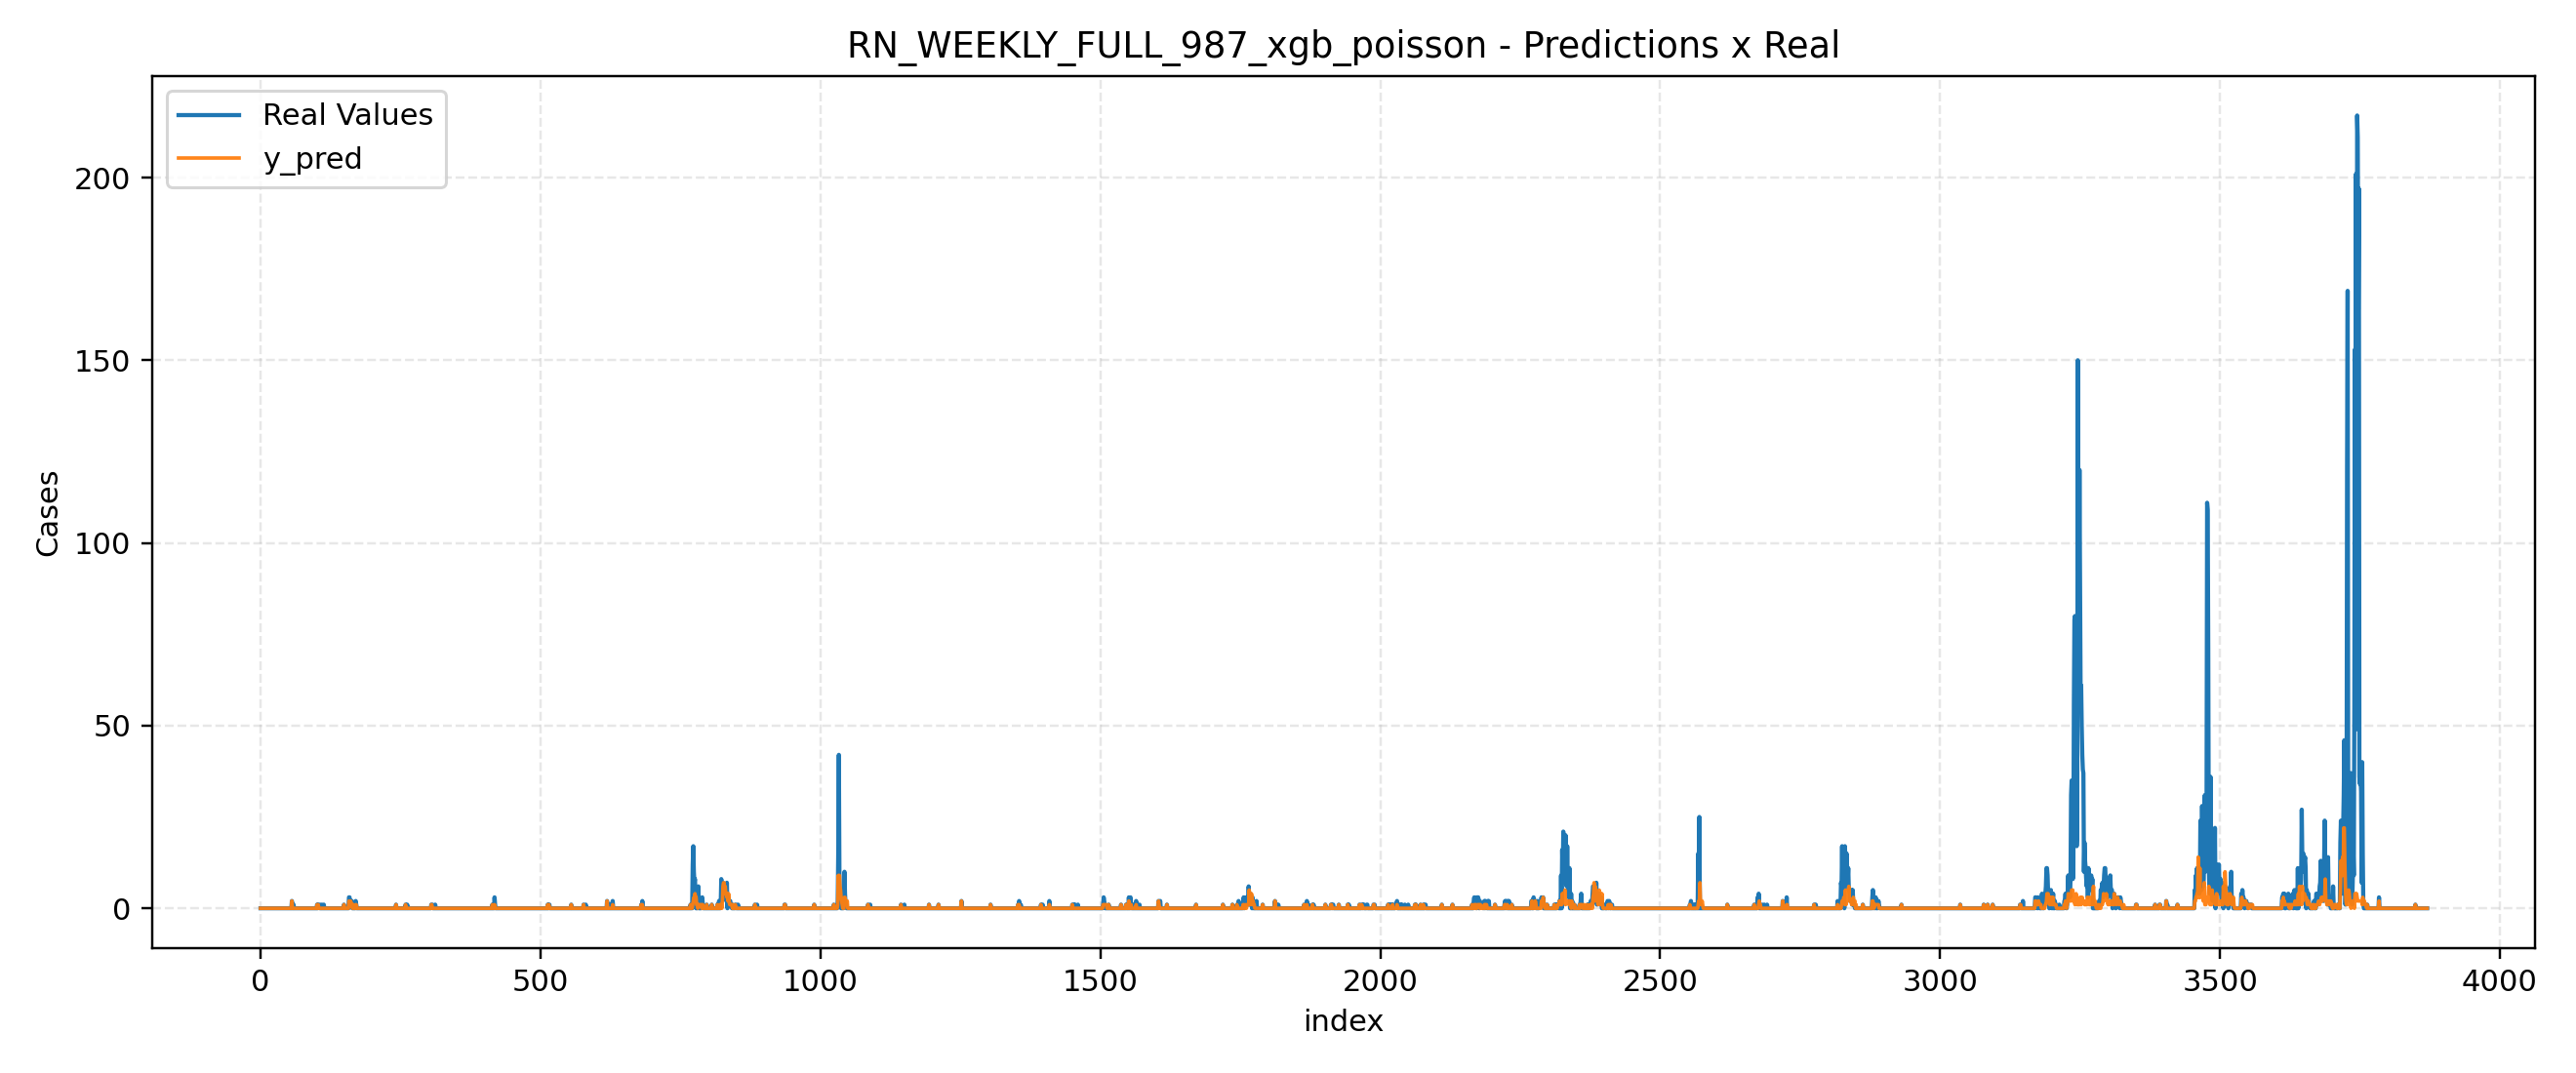 RN_WEEKLY_FULL_987_xgb_poisson - Predictions x Real
Real Values
y_pred
200
150
100
50
0
Cases
0 500 1000 1500 2000 2500 3000 3500 4000
index